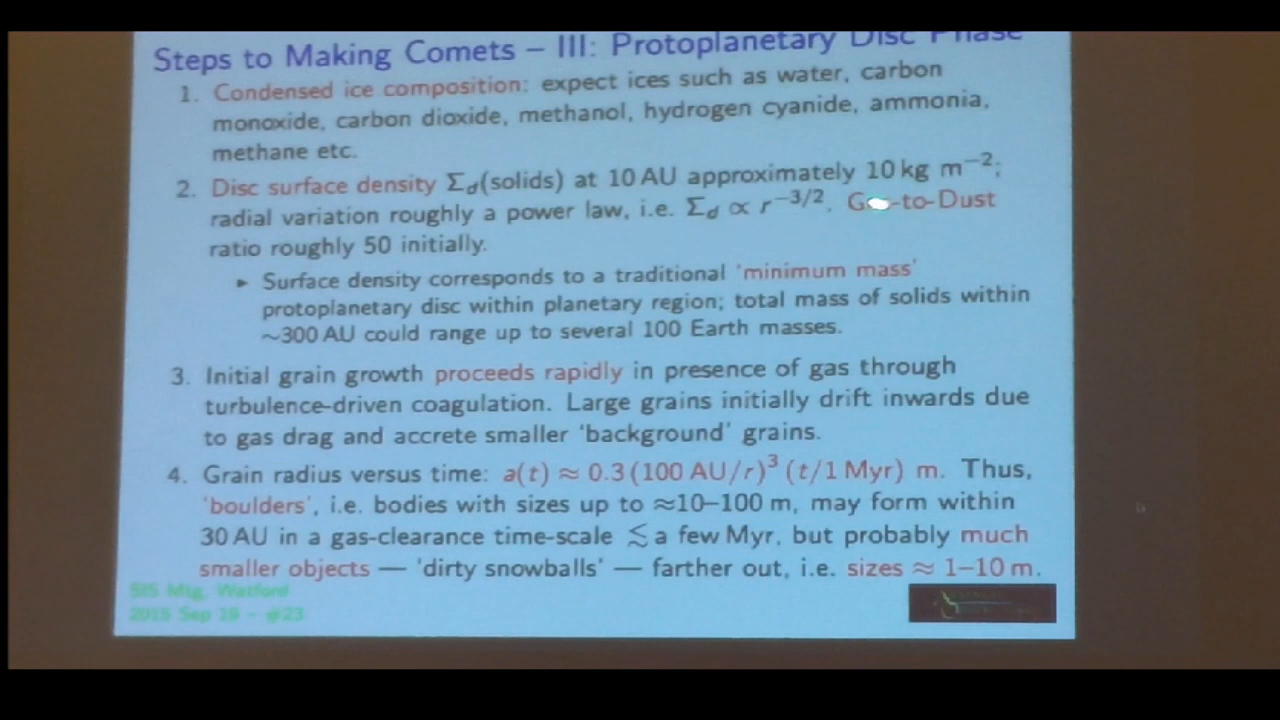 Steps to Making Comets – III: Protoplanetary Disc Phase
1. Condensed ice composition: expect ices such as water, carbon
monoxide, carbon dioxide, methanol, hydrogen cyanide, ammonia,
methane etc.
2. Disc surface density Σd(solids) at 10 AU approximately 10 kg m⁻²;
radial variation roughly a power law, i.e. Σd ∝ r⁻³/². Gas-to-Dust
ratio roughly 50 initially.
▸ Surface density corresponds to a traditional 'minimum mass'
protoplanetary disc within planetary region; total mass of solids within
~300 AU could range up to several 100 Earth masses.
3. Initial grain growth proceeds rapidly in presence of gas through
turbulence-driven coagulation. Large grains initially drift inwards due
to gas drag and accrete smaller 'background' grains.
4. Grain radius versus time: a(t) ≈ 0.3 (100 AU/r)³ (t/1 Myr) m. Thus,
'boulders', i.e. bodies with sizes up to ≈10–100 m, may form within
30 AU in a gas-clearance time-scale ≲ a few Myr, but probably much
smaller objects — 'dirty snowballs' — farther out, i.e. sizes ≈ 1–10 m.
SIS Mtg, Watford
2015 Sep 19 – #23